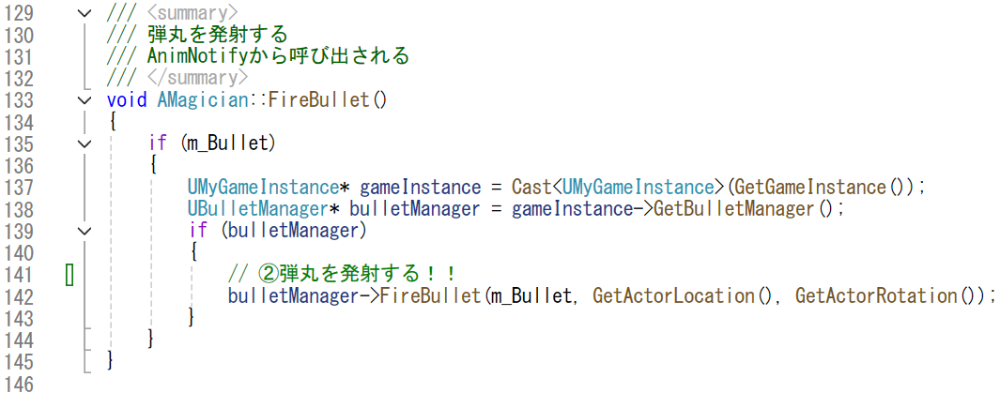 129 /// <summary>
130 /// 弾丸を発射する
131 /// AnimNotifyから呼び出される
132 /// </summary>
133 void AMagician::FireBullet()
134 {
135 if (m_Bullet)
136 {
137 UMyGameInstance* gameInstance = Cast<UMyGameInstance>(GetGameInstance());
138 UBulletManager* bulletManager = gameInstance->GetBulletManager();
139 if (bulletManager)
140 {
141 // ②弾丸を発射する！！
142 bulletManager->FireBullet(m_Bullet, GetActorLocation(), GetActorRotation());
143 }
144 }
145 }
146